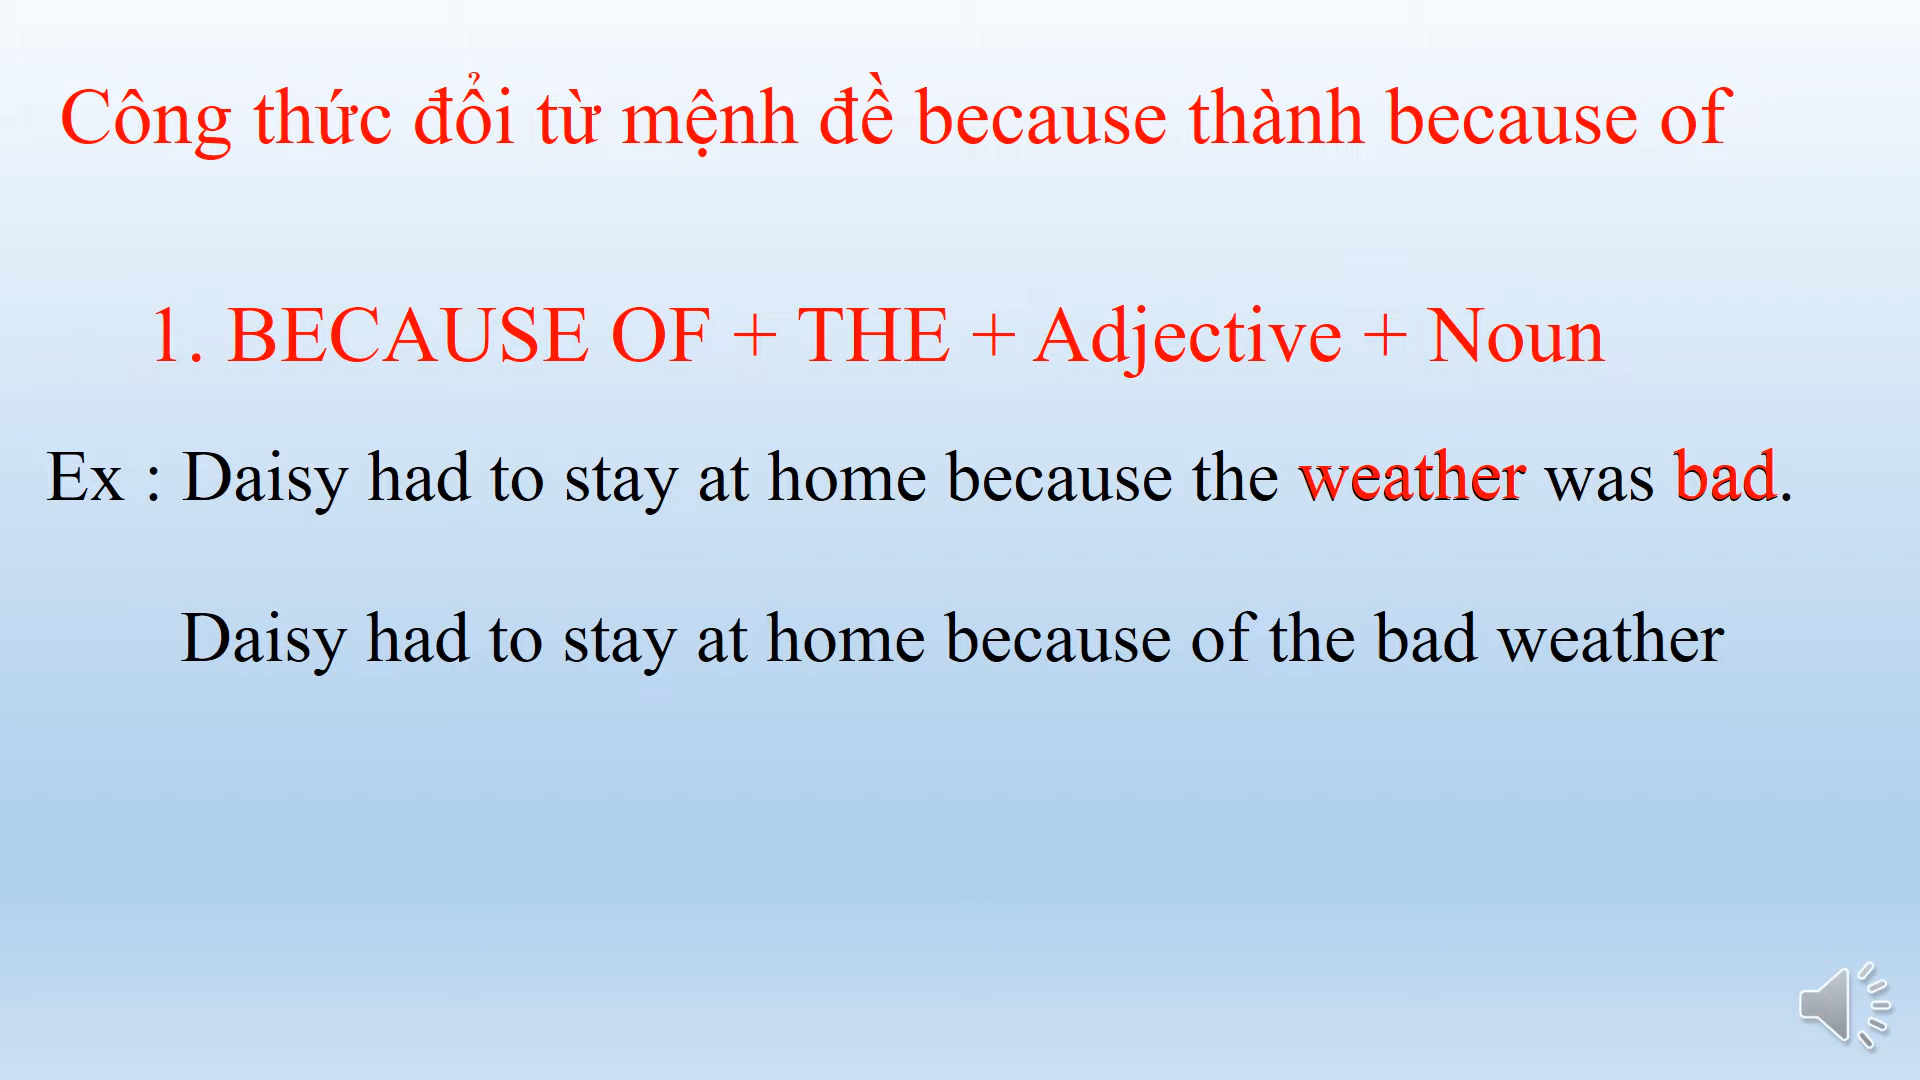 Công thức đổi từ mệnh đề because thành because of
1. BECAUSE OF + THE + Adjective + Noun
Ex : Daisy had to stay at home because the weather was bad.
Daisy had to stay at home because of the bad weather